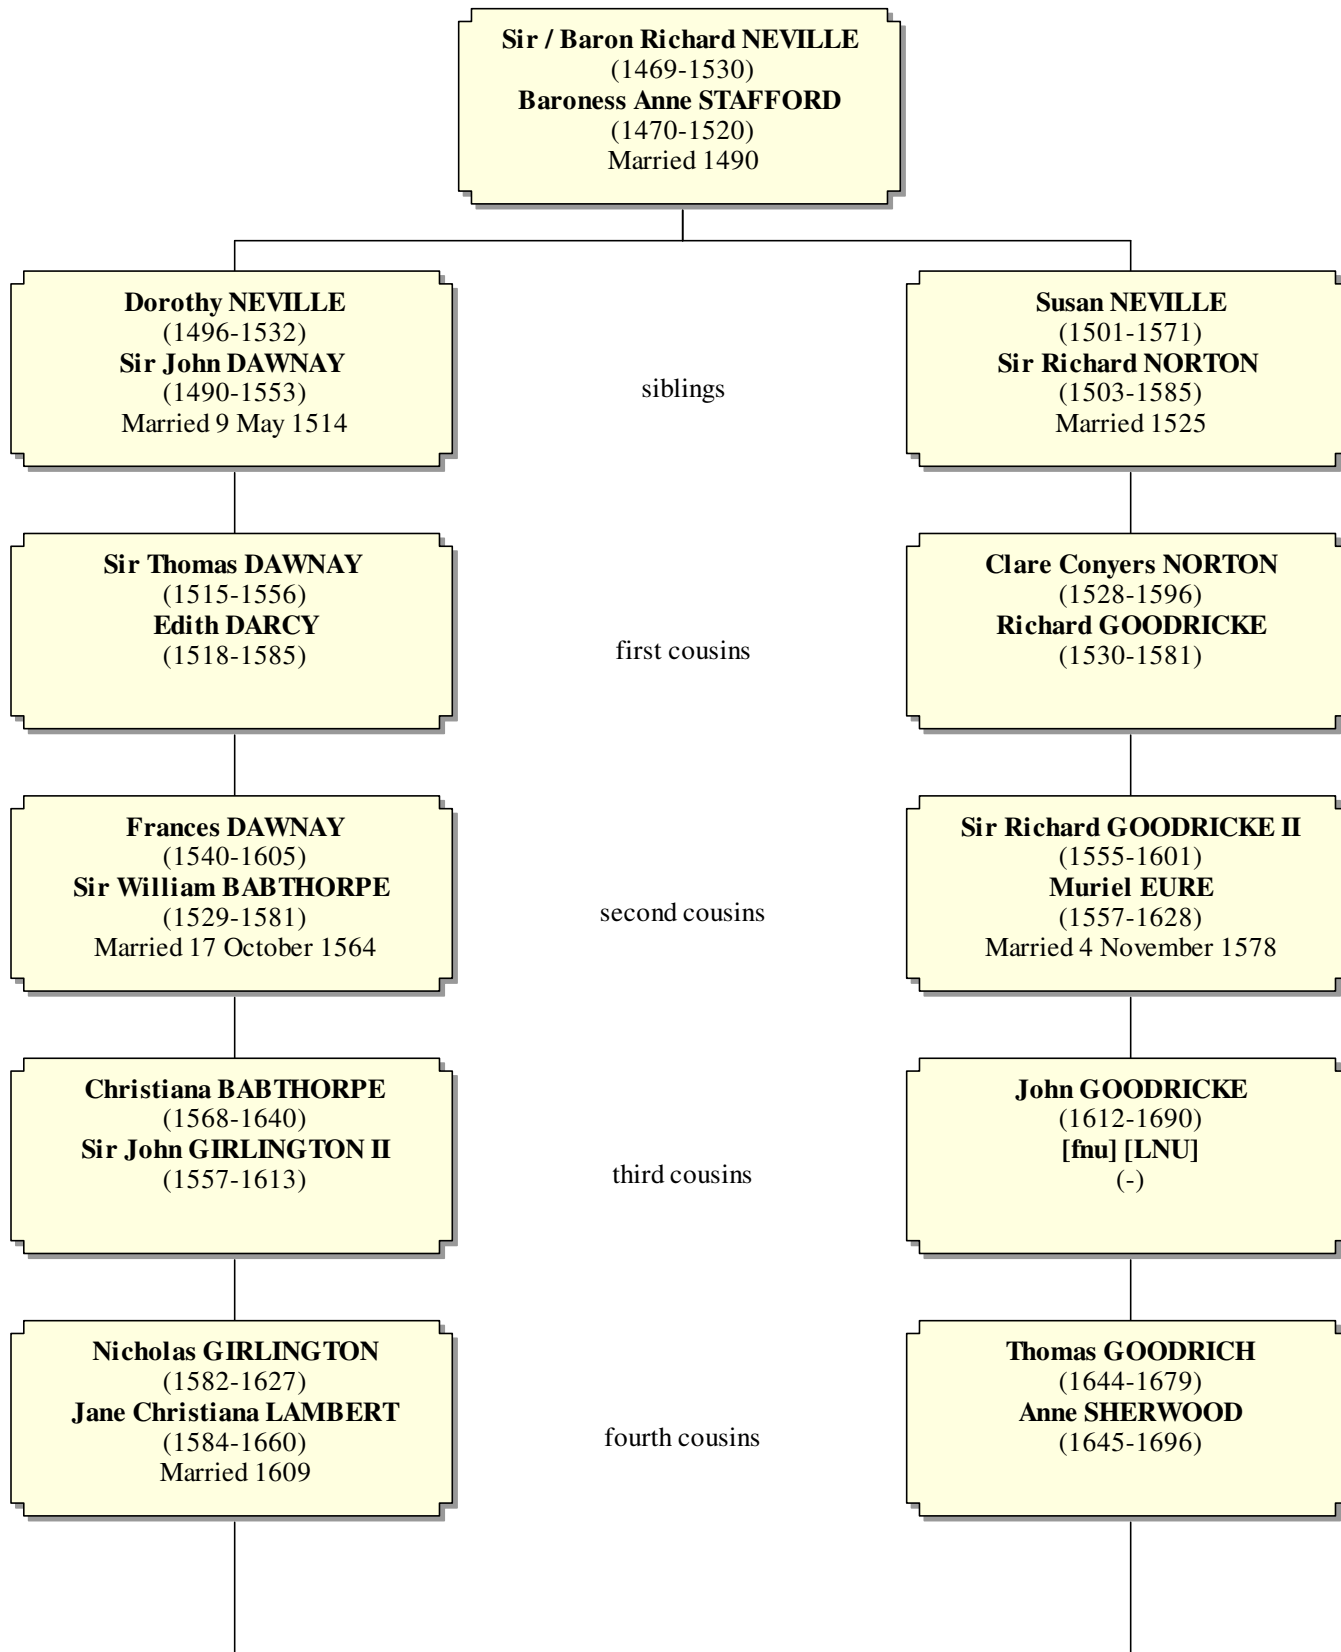 Sir / Baron Richard NEVILLE
(1469-1530)
Baroness Anne STAFFORD
(1470-1520)
Married 1490
Dorothy NEVILLE
(1496-1532)
Sir John DAWNAY
(1490-1553)
Married 9 May 1514
siblings
Susan NEVILLE
(1501-1571)
Sir Richard NORTON
(1503-1585)
Married 1525
Sir Thomas DAWNAY
(1515-1556)
Edith DARCY
(1518-1585)
first cousins
Clare Conyers NORTON
(1528-1596)
Richard GOODRICKE
(1530-1581)
Frances DAWNAY
(1540-1605)
Sir William BABTHORPE
(1529-1581)
Married 17 October 1564
second cousins
Sir Richard GOODRICKE II
(1555-1601)
Muriel EURE
(1557-1628)
Married 4 November 1578
Christiana BABTHORPE
(1568-1640)
Sir John GIRLINGTON II
(1557-1613)
third cousins
John GOODRICKE
(1612-1690)
[fnu] [LNU]
(-)
Nicholas GIRLINGTON
(1582-1627)
Jane Christiana LAMBERT
(1584-1660)
Married 1609
fourth cousins
Thomas GOODRICH
(1644-1679)
Anne SHERWOOD
(1645-1696)